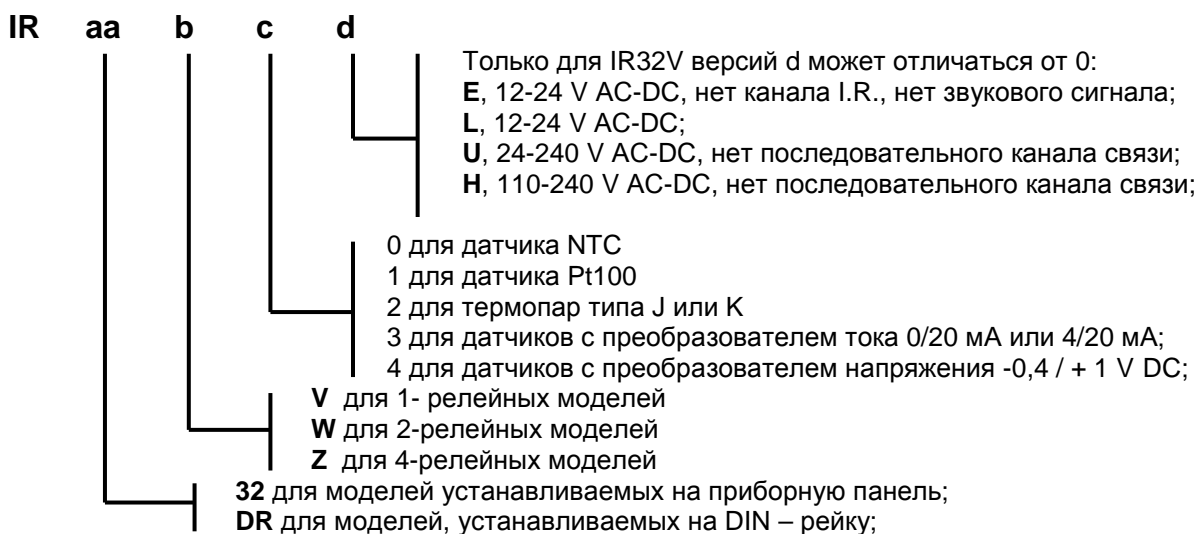 IR aa b c d
Только для IR32V версий d может отличаться от 0:
E, 12-24 V AC-DC, нет канала I.R., нет звукового сигнала;
L, 12-24 V AC-DC;
U, 24-240 V AC-DC, нет последовательного канала связи;
H, 110-240 V AC-DC, нет последовательного канала связи;
0 для датчика NTC
1 для датчика Pt100
2 для термопар типа J или K
3 для датчиков с преобразователем тока 0/20 мА или 4/20 мА;
4 для датчиков с преобразователем напряжения -0,4 / + 1 V DC;
V для 1- релейных моделей
W для 2-релейных моделей
Z для 4-релейных моделей
32 для моделей устанавливаемых на приборную панель;
DR для моделей, устанавливаемых на DIN – рейку;